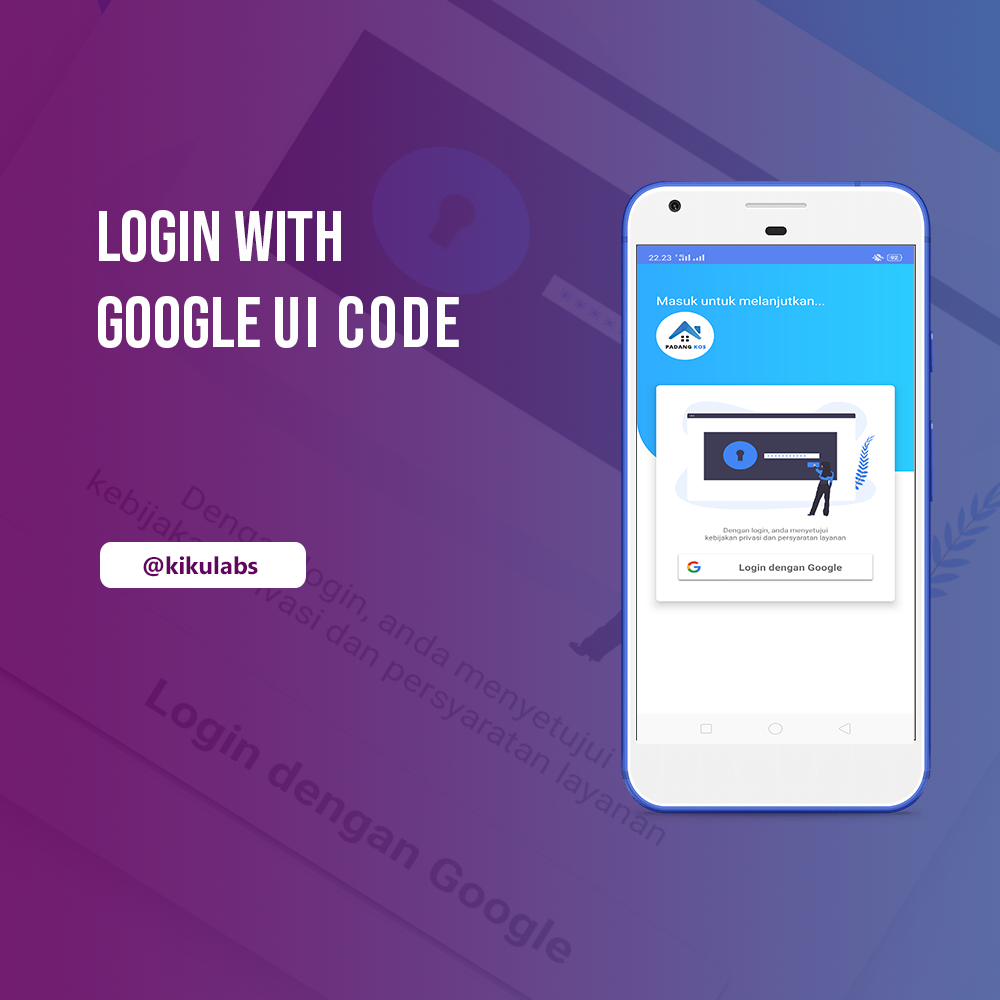 LOGIN WITH
GOOGLE UI CODE
@kikulabs
22.23
92
Masuk untuk melanjutkan...
PADANG KOS
Dengan login, anda menyetujui
kebijakan privasi dan persyaratan layanan
Login dengan Google
Dengan login, anda menyetujui
kebijakan privasi dan persyaratan layanan
Login dengan Google